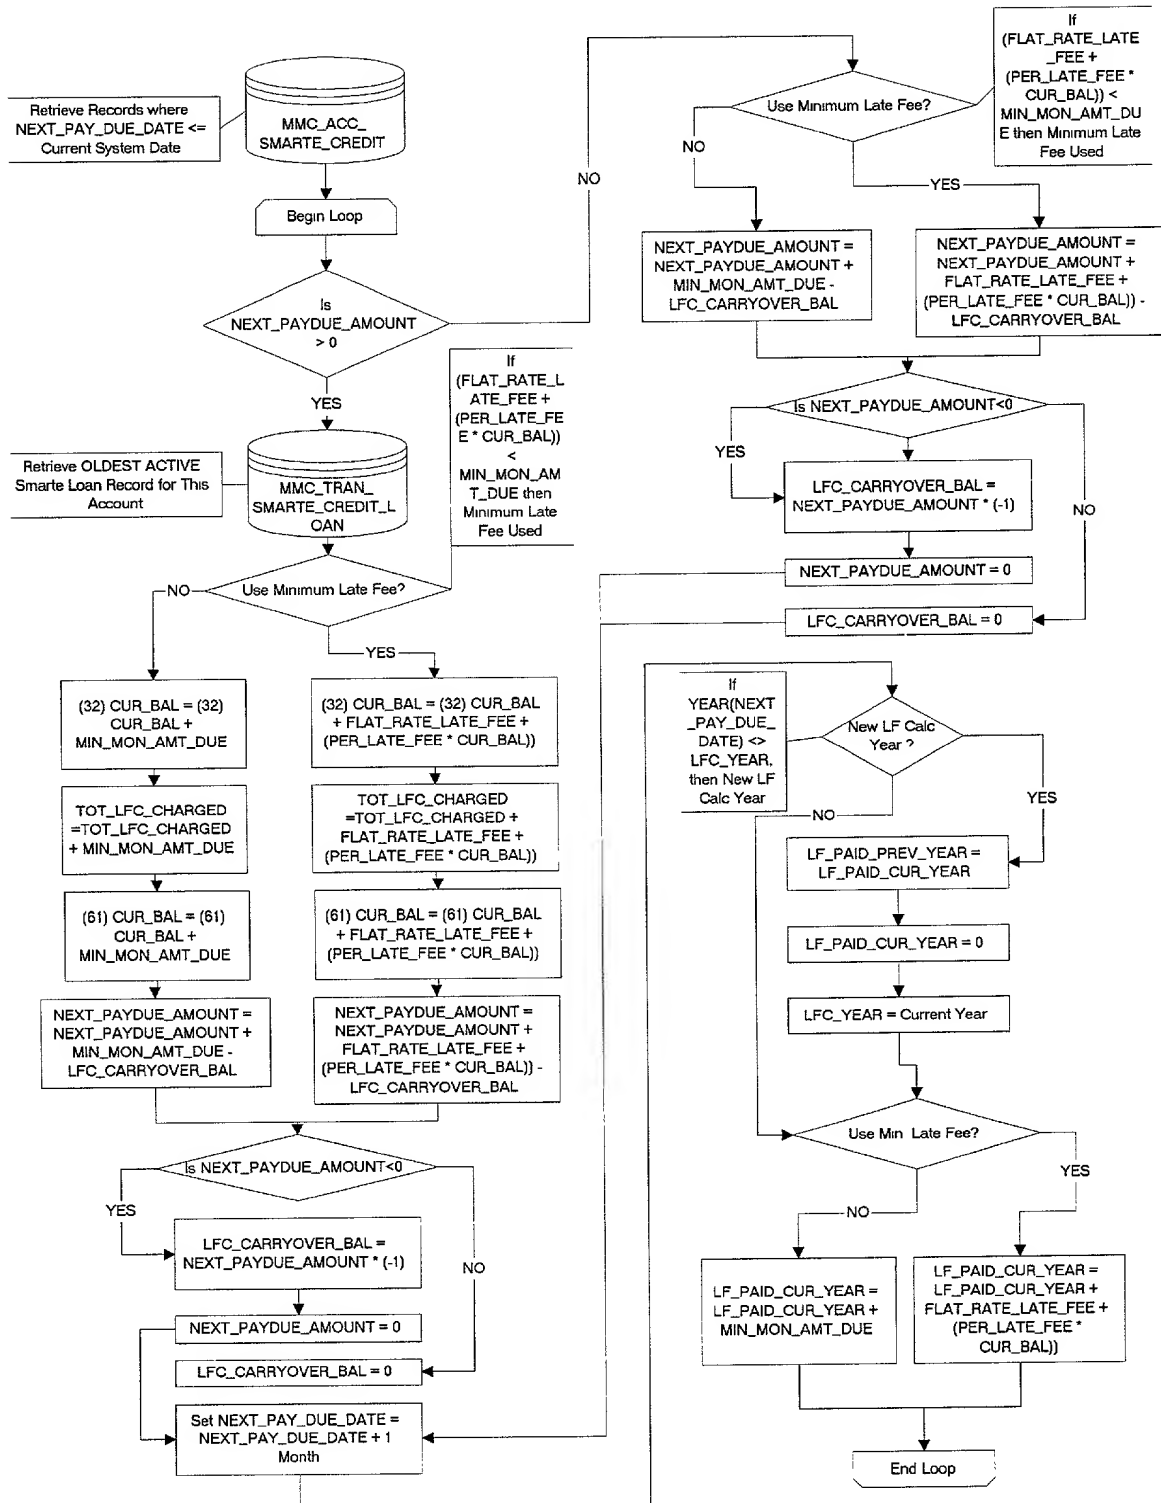 Retrieve Records where
NEXT_PAY_DUE_DATE <=
Current System Date
MMC_ACC_
SMARTE_CREDIT
Begin Loop
Is
NEXT_PAYDUE_AMOUNT
> 0
NO
YES
Retrieve OLDEST ACTIVE
Smarte Loan Record for This
Account
MMC_TRAN_
SMARTE_CREDIT_L
OAN
If
(FLAT_RATE_L
ATE_FEE +
(PER_LATE_FE
E * CUR_BAL))
<
MIN_MON_AM
T_DUE then
Minimum Late
Fee Used
Use Minimum Late Fee?
NO
YES
(32) CUR_BAL = (32)
CUR_BAL +
MIN_MON_AMT_DUE
TOT_LFC_CHARGED
=TOT_LFC_CHARGED
+ MIN_MON_AMT_DUE
(61) CUR_BAL = (61)
CUR_BAL +
MIN_MON_AMT_DUE
NEXT_PAYDUE_AMOUNT =
NEXT_PAYDUE_AMOUNT +
MIN_MON_AMT_DUE -
LFC_CARRYOVER_BAL
(32) CUR_BAL = (32) CUR_BAL
+ FLAT_RATE_LATE_FEE +
(PER_LATE_FEE * CUR_BAL))
TOT_LFC_CHARGED
=TOT_LFC_CHARGED +
FLAT_RATE_LATE_FEE +
(PER_LATE_FEE * CUR_BAL))
(61) CUR_BAL = (61) CUR_BAL
+ FLAT_RATE_LATE_FEE +
(PER_LATE_FEE * CUR_BAL))
NEXT_PAYDUE_AMOUNT =
NEXT_PAYDUE_AMOUNT +
FLAT_RATE_LATE_FEE +
(PER_LATE_FEE * CUR_BAL)) -
LFC_CARRYOVER_BAL
Is NEXT_PAYDUE_AMOUNT<0
YES
NO
LFC_CARRYOVER_BAL =
NEXT_PAYDUE_AMOUNT * (-1)
NEXT_PAYDUE_AMOUNT = 0
LFC_CARRYOVER_BAL = 0
Set NEXT_PAY_DUE_DATE =
NEXT_PAY_DUE_DATE + 1
Month
If
(FLAT_RATE_LATE
_FEE +
(PER_LATE_FEE *
CUR_BAL)) <
MIN_MON_AMT_DU
E then Minimum Late
Fee Used
Use Minimum Late Fee?
NO
YES
NEXT_PAYDUE_AMOUNT =
NEXT_PAYDUE_AMOUNT +
MIN_MON_AMT_DUE -
LFC_CARRYOVER_BAL
NEXT_PAYDUE_AMOUNT =
NEXT_PAYDUE_AMOUNT +
FLAT_RATE_LATE_FEE +
(PER_LATE_FEE * CUR_BAL)) -
LFC_CARRYOVER_BAL
Is NEXT_PAYDUE_AMOUNT<0
YES
NO
LFC_CARRYOVER_BAL =
NEXT_PAYDUE_AMOUNT * (-1)
NEXT_PAYDUE_AMOUNT = 0
LFC_CARRYOVER_BAL = 0
If
YEAR(NEXT
_PAY_DUE_
DATE) <>
LFC_YEAR,
then New LF
Calc Year
New LF Calc
Year ?
NO
YES
LF_PAID_PREV_YEAR =
LF_PAID_CUR_YEAR
LF_PAID_CUR_YEAR = 0
LFC_YEAR = Current Year
Use Min Late Fee?
NO
YES
LF_PAID_CUR_YEAR =
LF_PAID_CUR_YEAR +
MIN_MON_AMT_DUE
LF_PAID_CUR_YEAR =
LF_PAID_CUR_YEAR +
FLAT_RATE_LATE_FEE +
(PER_LATE_FEE *
CUR_BAL))
End Loop